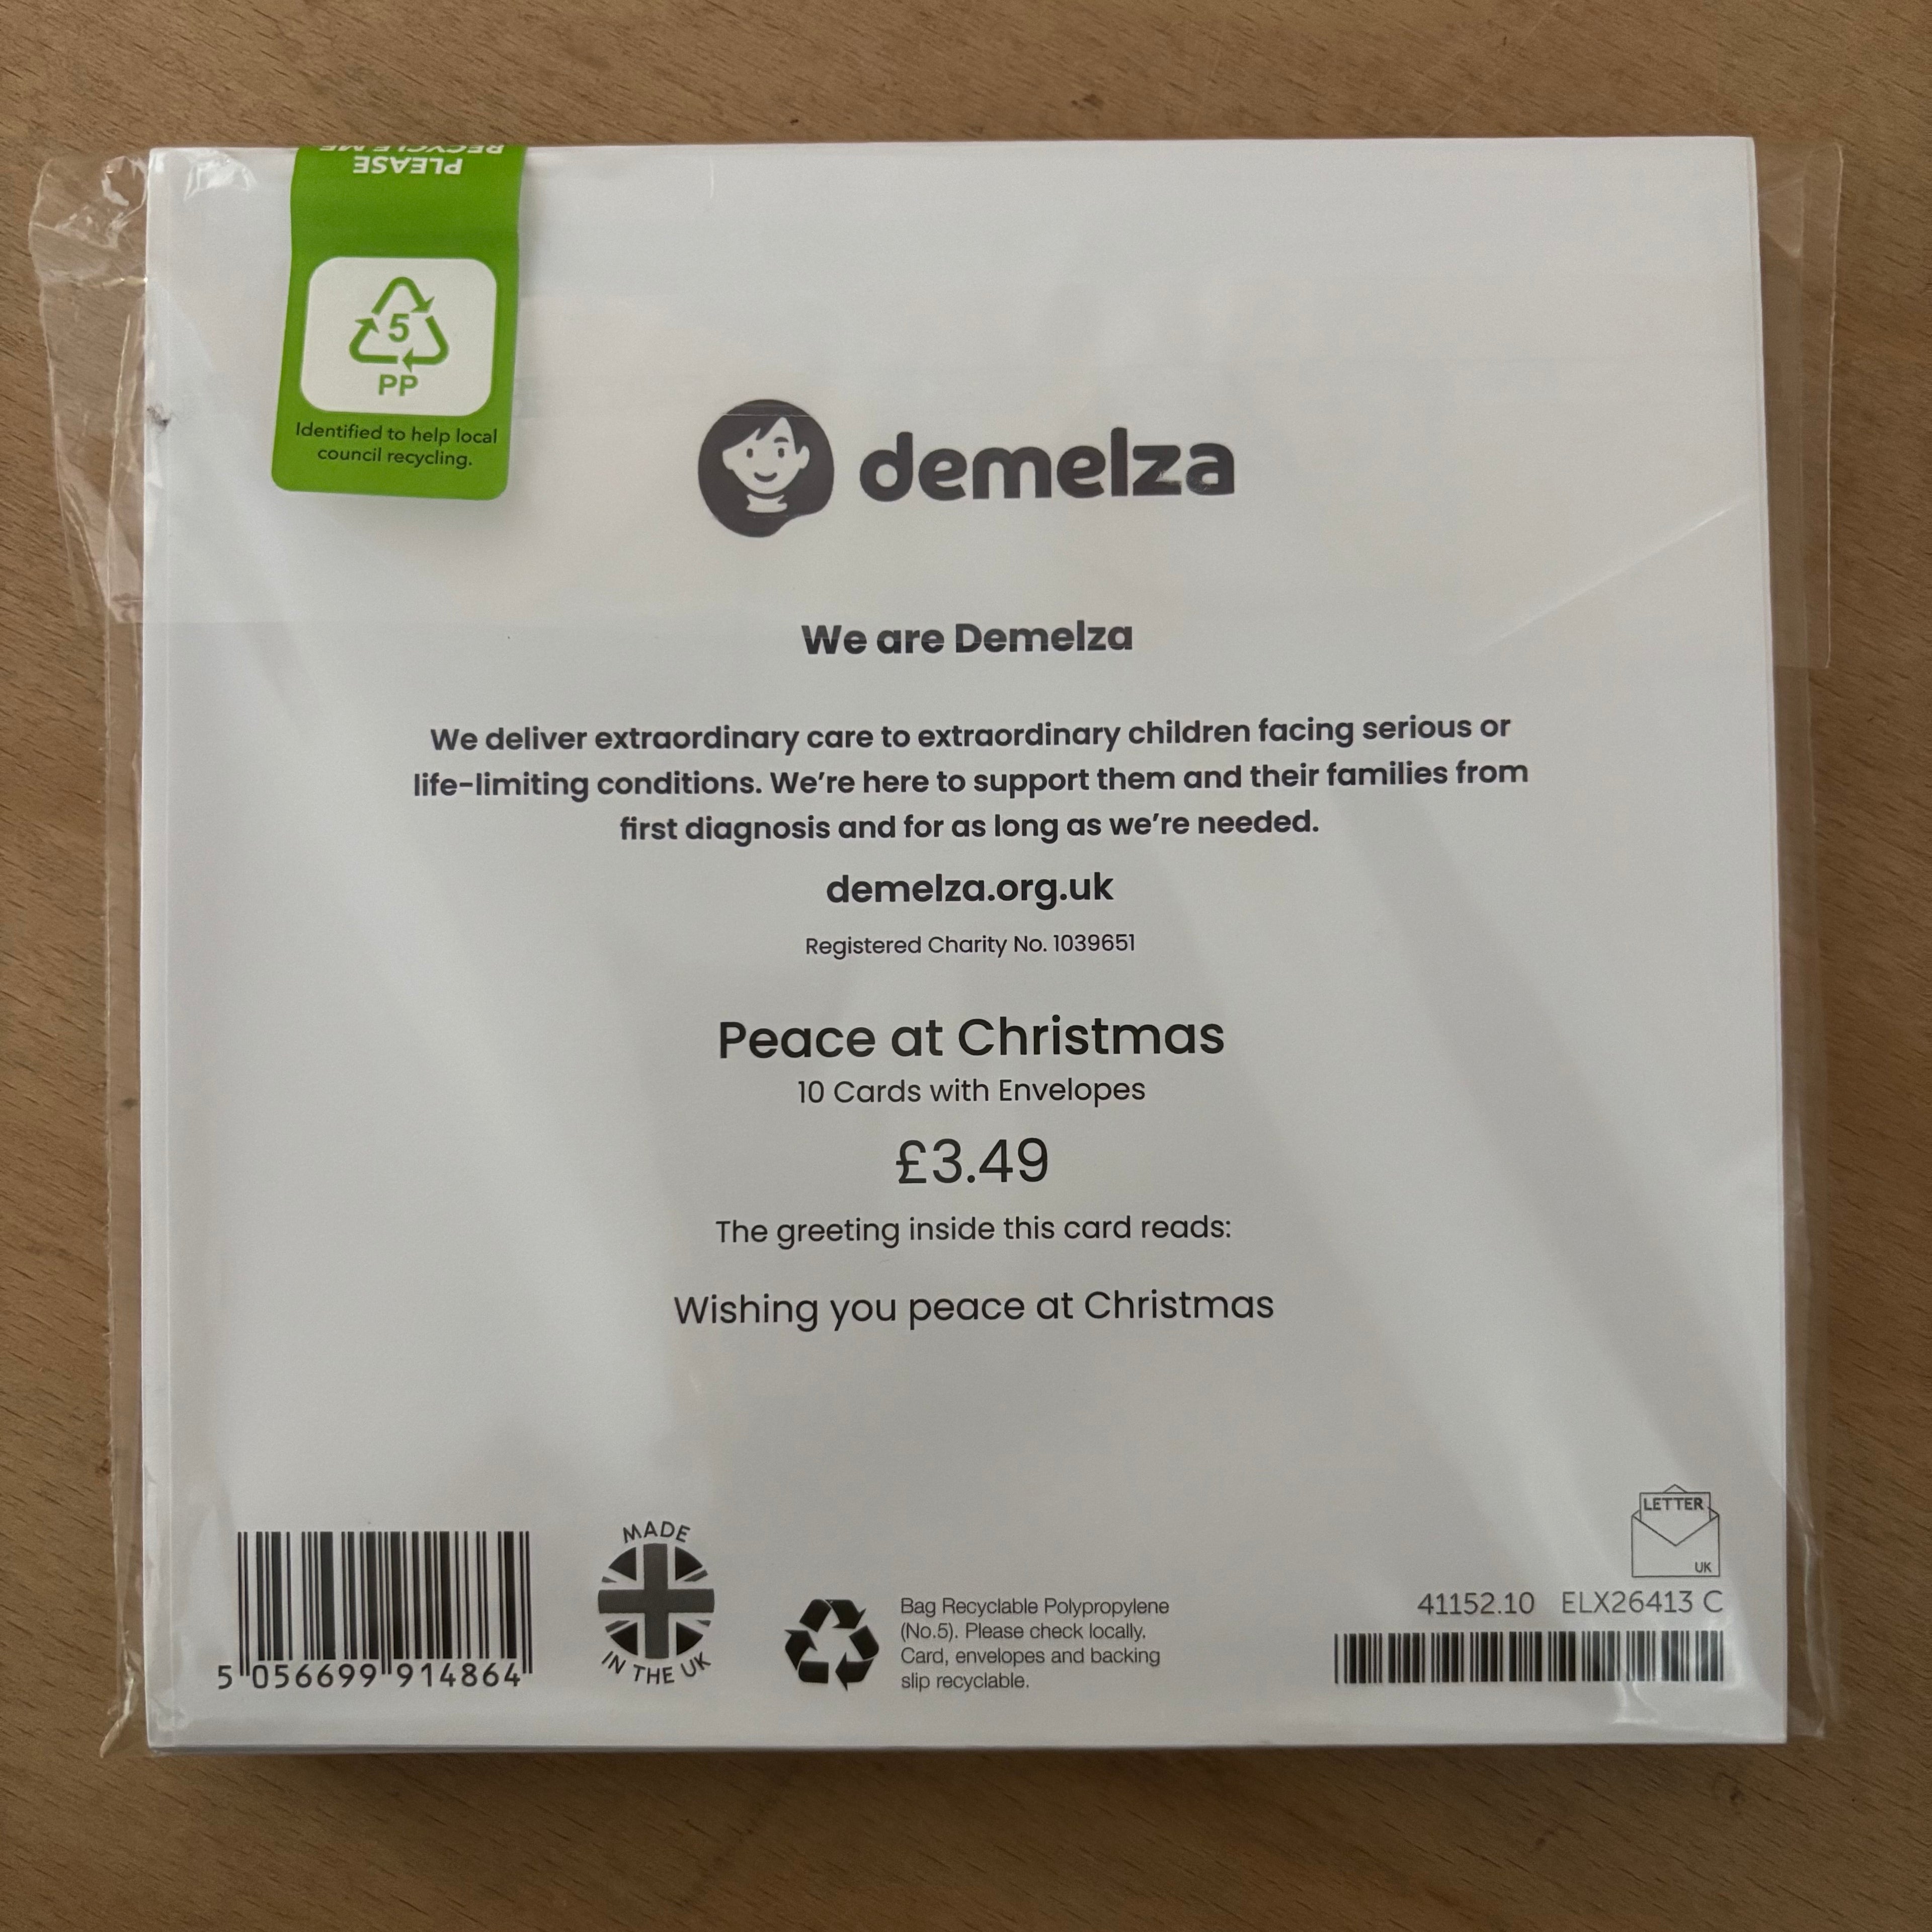 PLEASE
RECYCLE ME
5
PP
Identified to help local
council recycling.
demelza
We are Demelza
We deliver extraordinary care to extraordinary children facing serious or
life-limiting conditions. We're here to support them and their families from
first diagnosis and for as long as we're needed.
demelza.org.uk
Registered Charity No. 1039651
Peace at Christmas
10 Cards with Envelopes
£3.49
The greeting inside this card reads:
Wishing you peace at Christmas
5 056699 914864
MADE
IN THE UK
Bag Recyclable Polypropylene
(No.5). Please check locally.
Card, envelopes and backing
slip recyclable.
LETTER
UK
41152.10 ELX26413 C